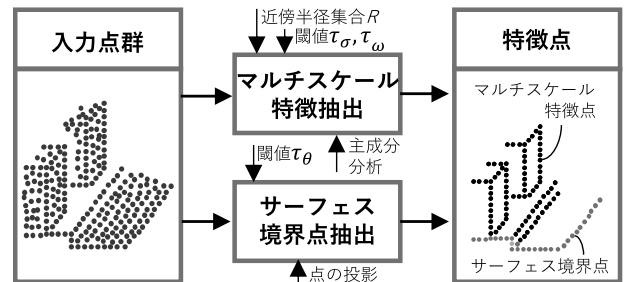 入力点群
近傍半径集合R
閾値τσ,τω
マルチスケール
特徴抽出
主成分
分析
閾値τθ
サーフェス
境界点抽出
点の投影
特徴点
マルチスケール
特徴点
サーフェス境界点